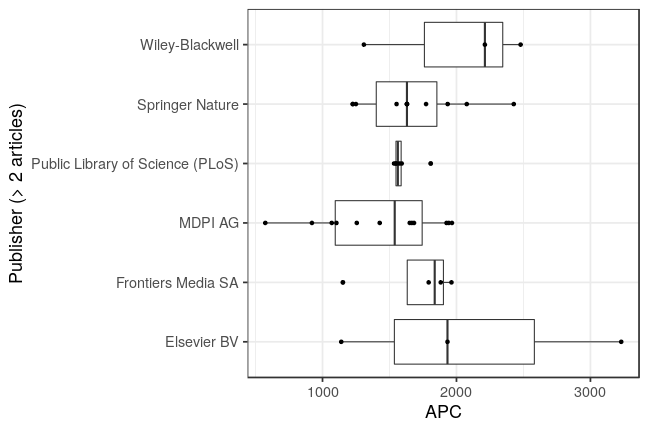 Publisher (> 2 articles)
Wiley-Blackwell
Springer Nature
Public Library of Science (PLoS)
MDPI AG
Frontiers Media SA
Elsevier BV
1000 2000 3000
APC